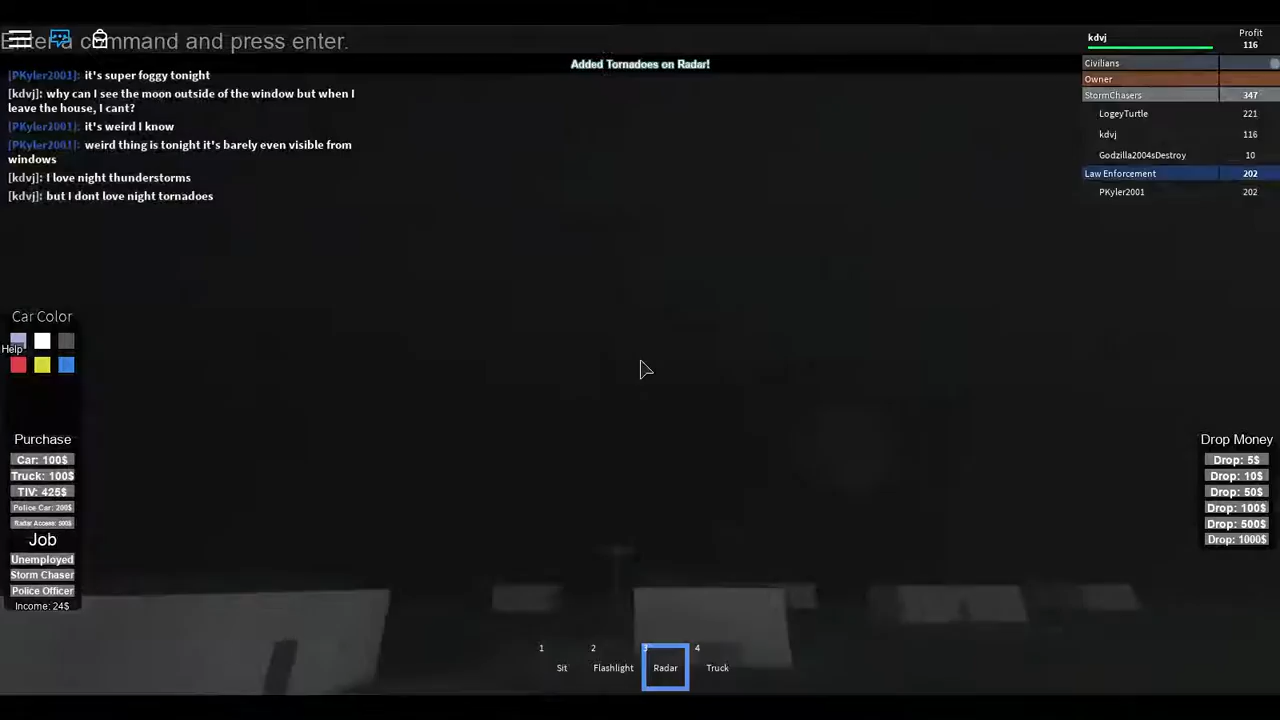 Enter a command and press enter.
Added Tornadoes on Radar!
[PKyler2001]: it's super foggy tonight
[kdvj]: why can I see the moon outside of the window but when I
leave the house, I cant?
[PKyler2001]: it's weird I know
[PKyler2001]: weird thing is tonight it's barely even visible from
windows
[kdvj]: I love night thunderstorms
[kdvj]: but I dont love night tornadoes
kdvj Profit
116
Civilians
Owner
StormChasers 347
LogeyTurtle 221
kdvj 116
Godzilla2004sDestroy 10
Law Enforcement 202
PKyler2001 202
Car Color
Help
Purchase
Car: 100$
Truck: 100$
TIV: 425$
Police Car: 200$
Radar Access: 500$
Job
Unemployed
Storm Chaser
Police Officer
Income: 24$
Drop Money
Drop: 5$
Drop: 10$
Drop: 50$
Drop: 100$
Drop: 500$
Drop: 1000$
1 2 3 4
Sit Flashlight Radar Truck